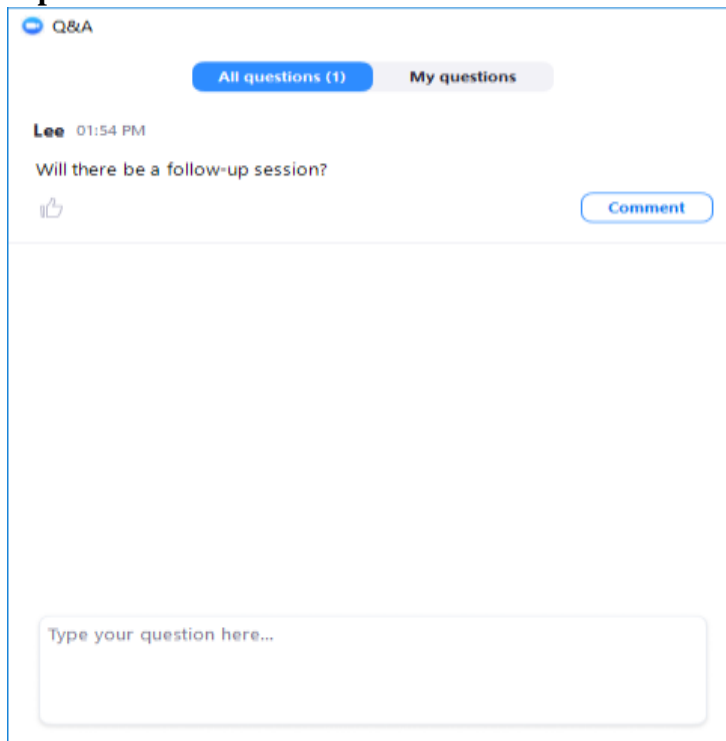 Q&A
All questions (1) My questions
Lee 01:54 PM
Will there be a follow-up session?
Comment
Type your question here...